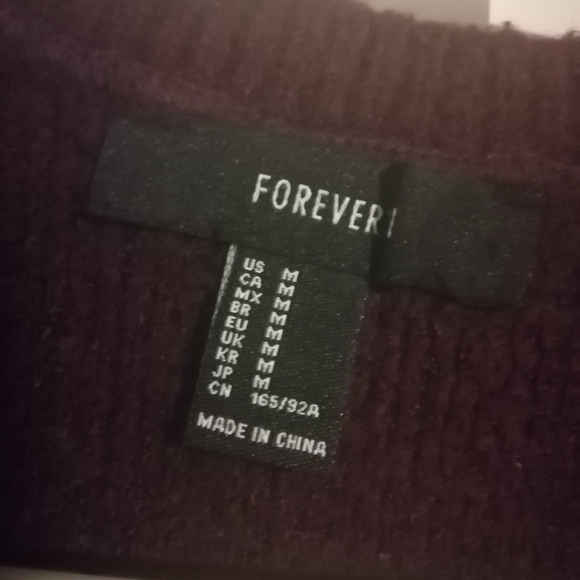 FOREVER
US M
CA M
MX M
BR M
EU M
UK M
KR M
JP M
CN 165/92A
MADE IN CHINA